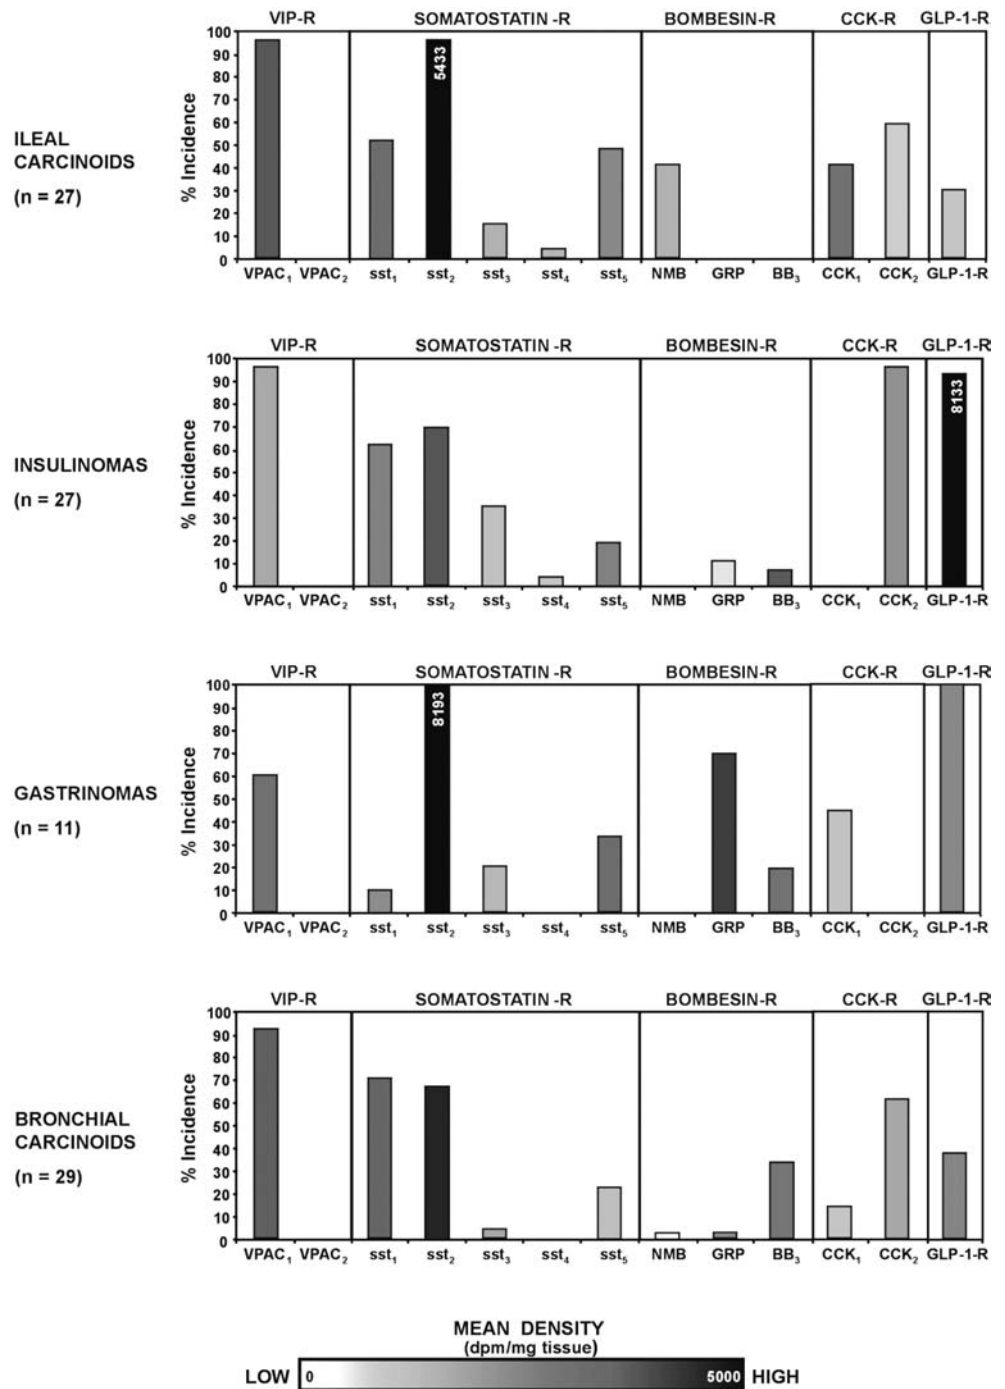 VIP-R SOMATOSTATIN -R BOMBESIN-R CCK-R GLP-1-R
ILEAL
CARCINOIDS
(n = 27)
% Incidence
100
90
80
70
60
50
40
30
20
10
0
5433
VPAC₁ VPAC₂ sst₁ sst₂ sst₃ sst₄ sst₅ NMB GRP BB₃ CCK₁ CCK₂ GLP-1-R
VIP-R SOMATOSTATIN -R BOMBESIN-R CCK-R GLP-1-R
INSULINOMAS
(n = 27)
% Incidence
100
90
80
70
60
50
40
30
20
10
0
8133
VPAC₁ VPAC₂ sst₁ sst₂ sst₃ sst₄ sst₅ NMB GRP BB₃ CCK₁ CCK₂ GLP-1-R
VIP-R SOMATOSTATIN -R BOMBESIN-R CCK-R GLP-1-R
GASTRINOMAS
(n = 11)
% Incidence
100
90
80
70
60
50
40
30
20
10
0
8193
VPAC₁ VPAC₂ sst₁ sst₂ sst₃ sst₄ sst₅ NMB GRP BB₃ CCK₁ CCK₂ GLP-1-R
VIP-R SOMATOSTATIN -R BOMBESIN-R CCK-R GLP-1-R
BRONCHIAL
CARCINOIDS
(n = 29)
% Incidence
100
90
80
70
60
50
40
30
20
10
0
VPAC₁ VPAC₂ sst₁ sst₂ sst₃ sst₄ sst₅ NMB GRP BB₃ CCK₁ CCK₂ GLP-1-R
MEAN DENSITY
(dpm/mg tissue)
LOW 0 5000 HIGH